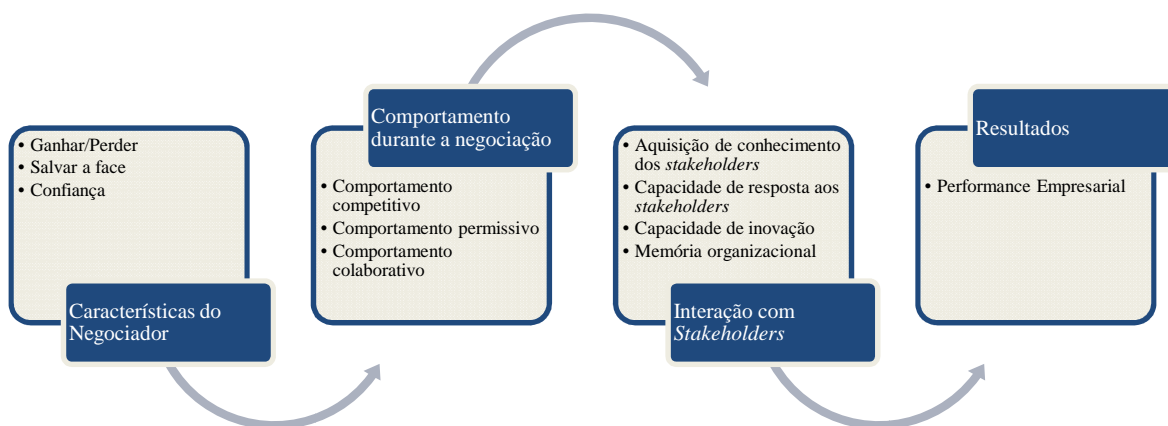 • Ganhar/Perder
• Salvar a face
• Confiança
Características do
Negociador
Comportamento
durante a negociação
• Comportamento
competitivo
• Comportamento permissivo
• Comportamento
colaborativo
• Aquisição de conhecimento
dos stakeholders
• Capacidade de resposta aos
stakeholders
• Capacidade de inovação
• Memória organizacional
Interação com
Stakeholders
Resultados
• Performance Empresarial